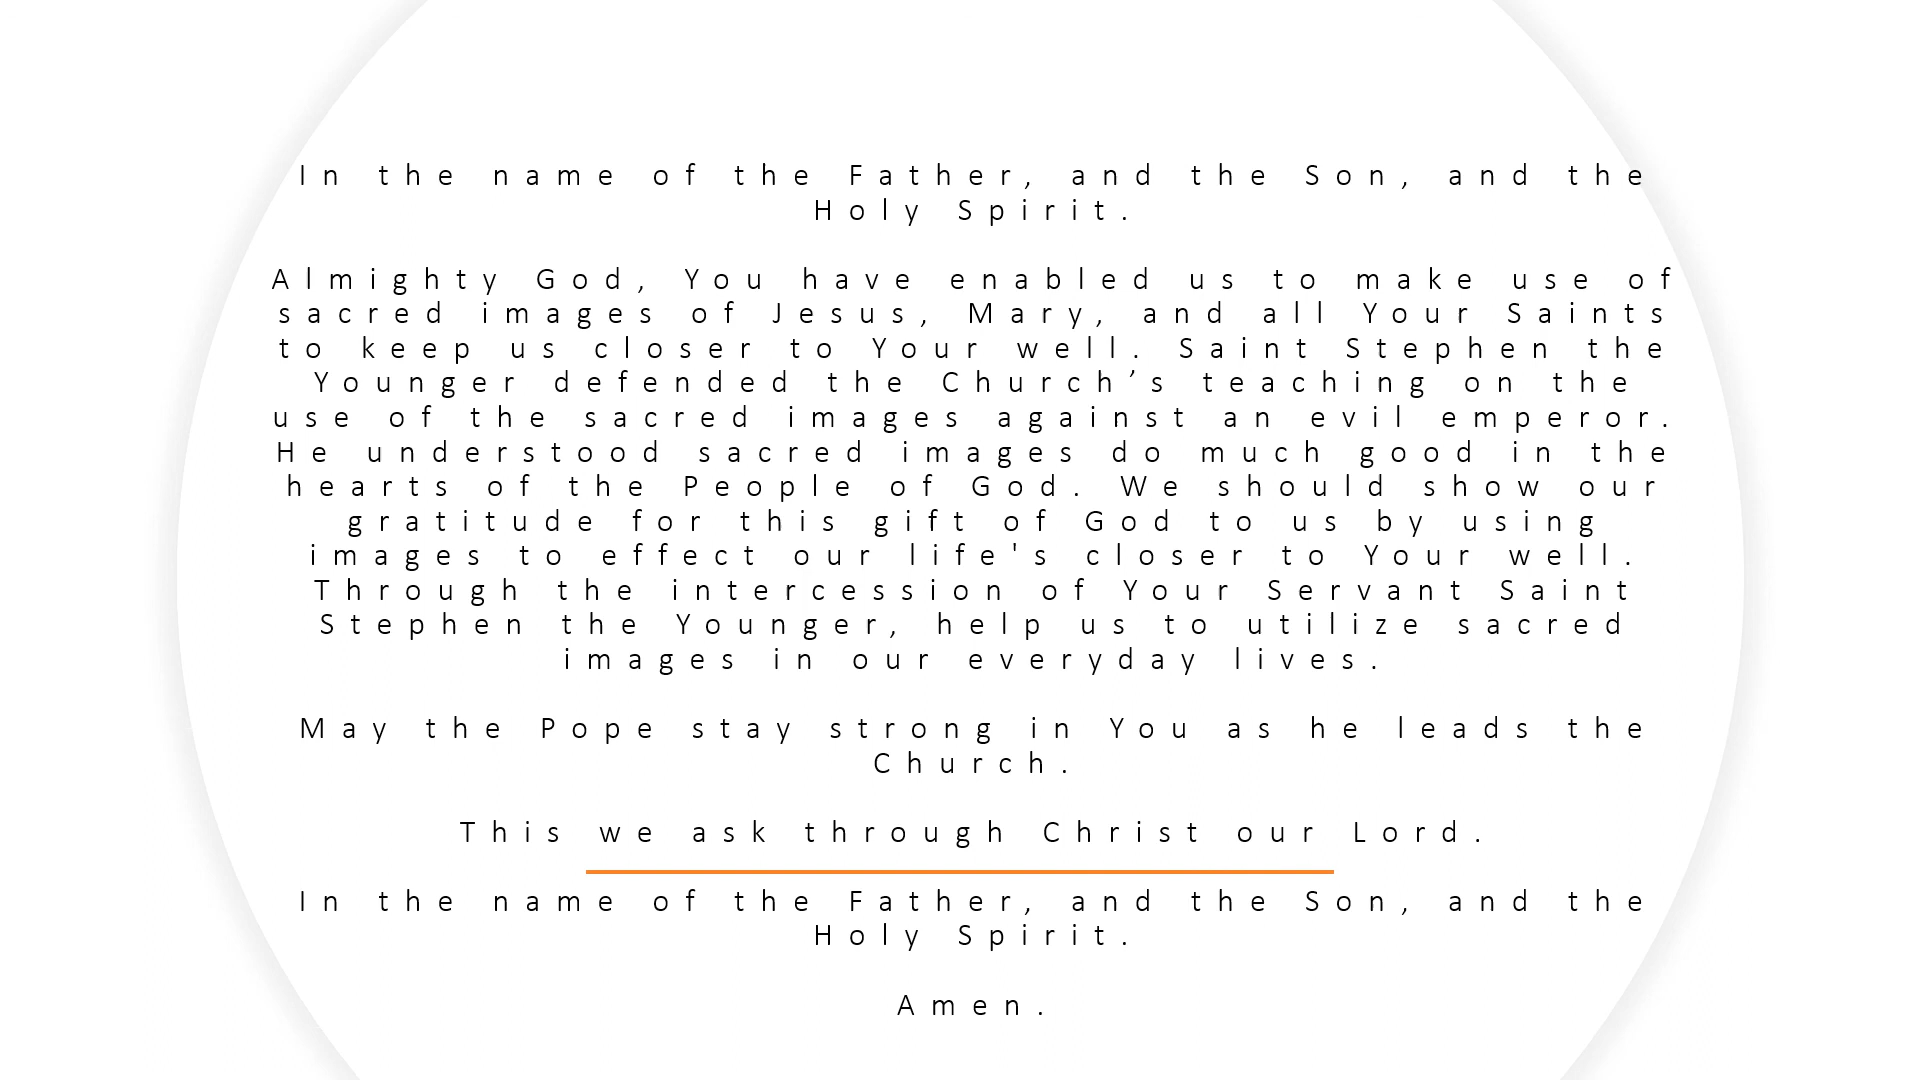 In the name of the Father, and the Son, and the
Holy Spirit.
Almighty God, You have enabled us to make use of
sacred images of Jesus, Mary, and all Your Saints
to keep us closer to Your well. Saint Stephen the
Younger defended the Church’s teaching on the
use of the sacred images against an evil emperor.
He understood sacred images do much good in the
hearts of the People of God. We should show our
gratitude for this gift of God to us by using
images to effect our life's closer to Your well.
Through the intercession of Your Servant Saint
Stephen the Younger, help us to utilize sacred
images in our everyday lives.
May the Pope stay strong in You as he leads the
Church.
This we ask through Christ our Lord.
In the name of the Father, and the Son, and the
Holy Spirit.
Amen.